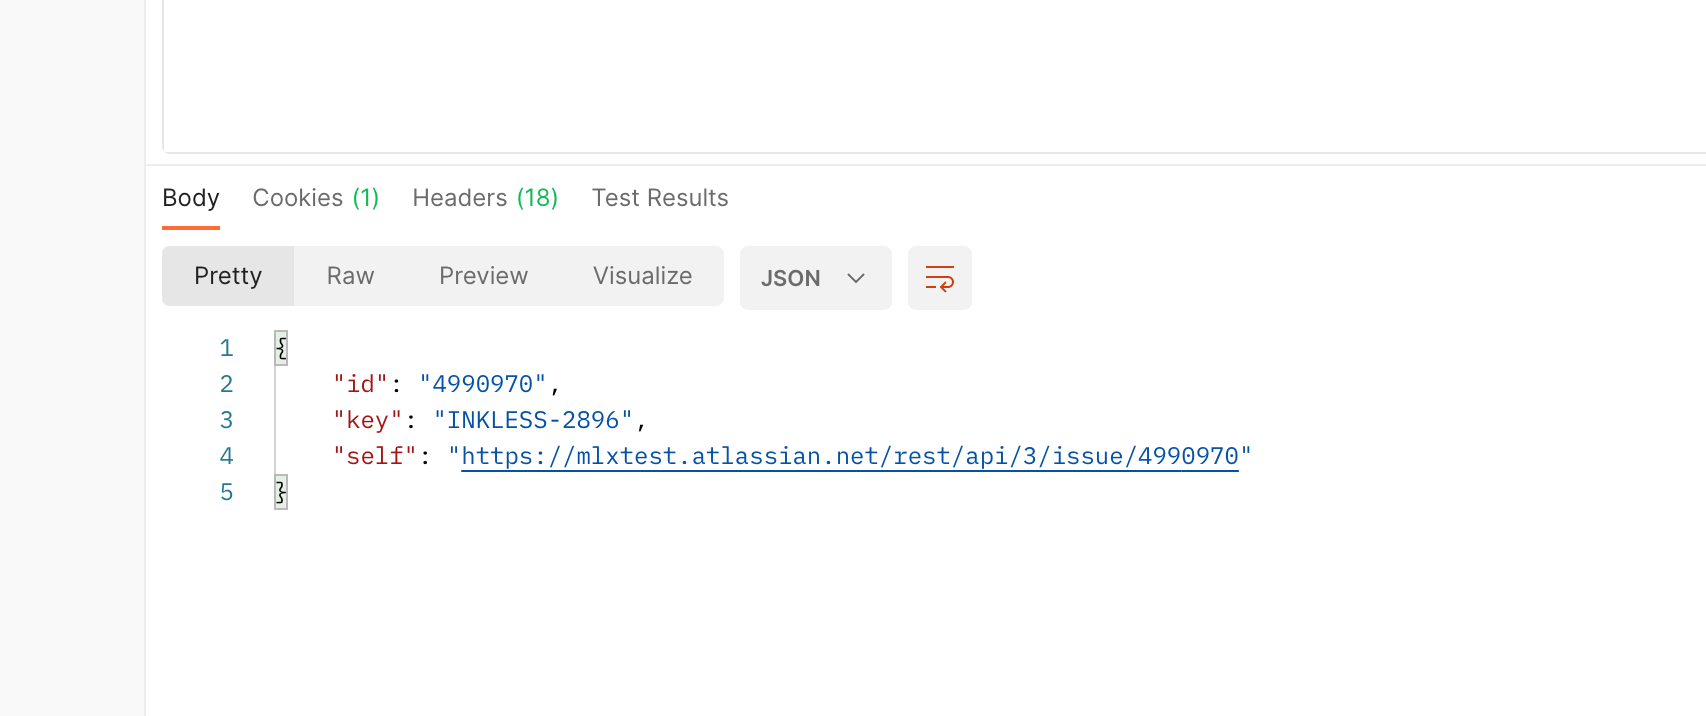 Body Cookies (1) Headers (18) Test Results
Pretty Raw Preview Visualize JSON
1 {
2 "id": "4990970",
3 "key": "INKLESS-2896",
4 "self": "https://mlxtest.atlassian.net/rest/api/3/issue/4990970"
5 }